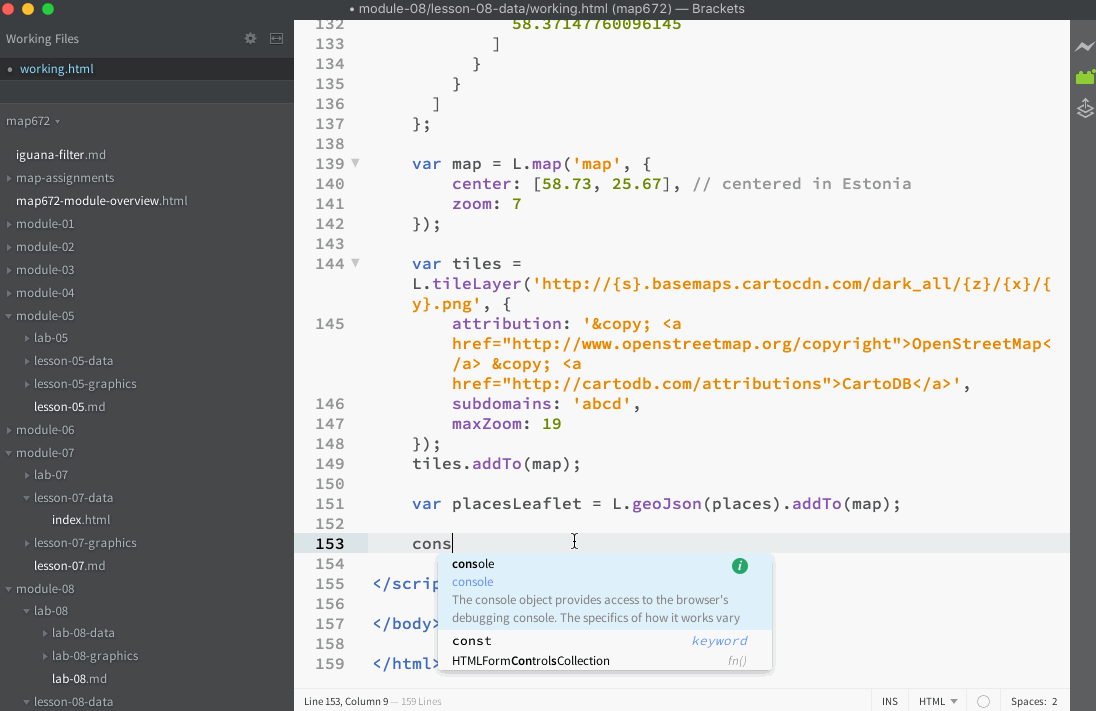 • module-08/lesson-08-data/working.html (map672) — Brackets
Working Files
• working.html
map672
iguana-filter.md
map-assignments
map672-module-overview.html
module-01
module-02
module-03
module-04
module-05
lab-05
lesson-05-data
lesson-05-graphics
lesson-05.md
module-06
module-07
lab-07
lesson-07-data
index.html
lesson-07-graphics
lesson-07.md
module-08
lab-08
lab-08-data
lab-08-graphics
lab-08.md
lesson-08-data
132 58.37147760096145
133 ]
134 }
135 }
136 ]
137 };
138
139 var map = L.map('map', {
140 center: [58.73, 25.67], // centered in Estonia
141 zoom: 7
142 });
143
144 var tiles =
L.tileLayer('http://{s}.basemaps.cartocdn.com/dark_all/{z}/{x}/{
y}.png', {
145 attribution: '&copy; <a
href="http://www.openstreetmap.org/copyright">OpenStreetMap<
/a> &copy; <a
href="http://cartodb.com/attributions">CartoDB</a>',
146 subdomains: 'abcd',
147 maxZoom: 19
148 });
149 tiles.addTo(map);
150
151 var placesLeaflet = L.geoJson(places).addTo(map);
152
153 cons
154
155 </scrip
156
157 </body>
158
159 </html>
console
console
The console object provides access to the browser's
debugging console. The specifics of how it works vary
const keyword
HTMLFormControlsCollection fn()
Line 153, Column 9 — 159 Lines
INS HTML Spaces: 2